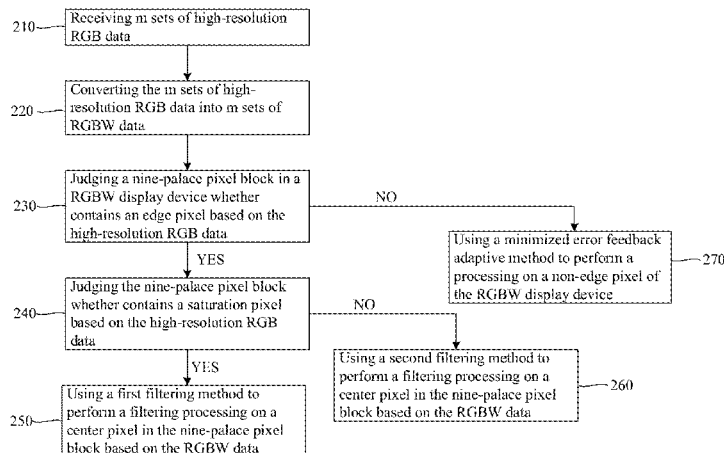 210
Receiving m sets of high-resolution
RGB data
220
Converting the m sets of high-
resolution RGB data into m sets of
RGBW data
230
Judging a nine-palace pixel block in a
RGBW display device whether
contains an edge pixel based on the
high-resolution RGB data
NO
YES
Using a minimized error feedback
adaptive method to perform a
processing on a non-edge pixel of
the RGBW display device
270
240
Judging the nine-palace pixel block
whether contains a saturation pixel
based on the high-resolution RGB
data
NO
YES
Using a second filtering method to
perform a filtering processing on a
center pixel in the nine-palace pixel
block based on the RGBW data
260
250
Using a first filtering method to
perform a filtering processing on a
center pixel in the nine-palace pixel
block based on the RGBW data